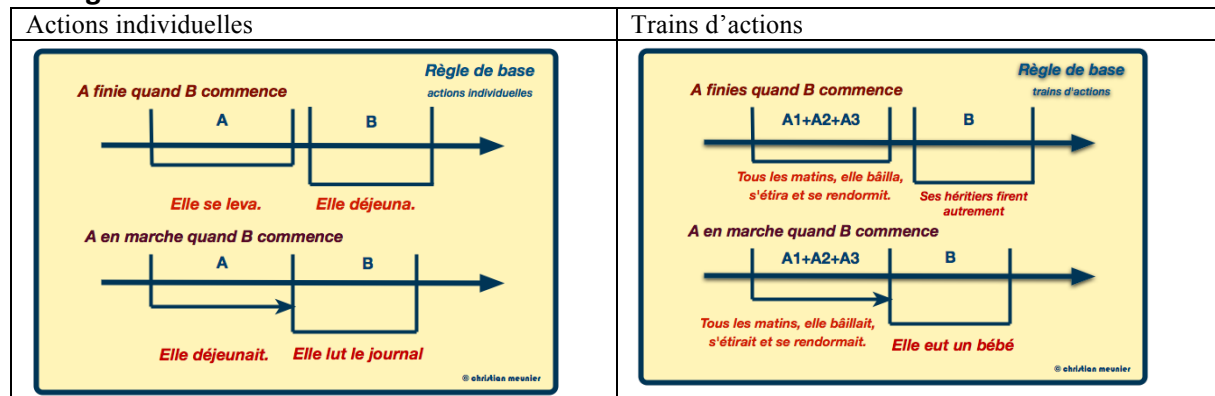 Actions individuelles
Trains d’actions
Règle de base
actions individuelles
A finie quand B commence
A
B
Elle se leva.
Elle déjeuna.
A en marche quand B commence
A
B
Elle déjeunait.
Elle lut le journal
© christian meunier
Règle de base
trains d'actions
A finies quand B commence
A1+A2+A3
B
Tous les matins, elle bâilla,
s'étira et se rendormit.
Ses héritiers firent
autrement
A en marche quand B commence
A1+A2+A3
B
Tous les matins, elle bâillait,
s'étirait et se rendormait.
Elle eut un bébé
© christian meunier